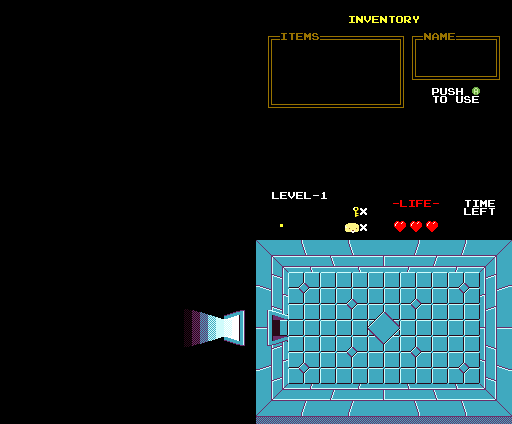 INVENTORY
ITEMS
NAME
PUSH A
TO USE
LEVEL-1
-LIFE-
TIME
LEFT
X
X